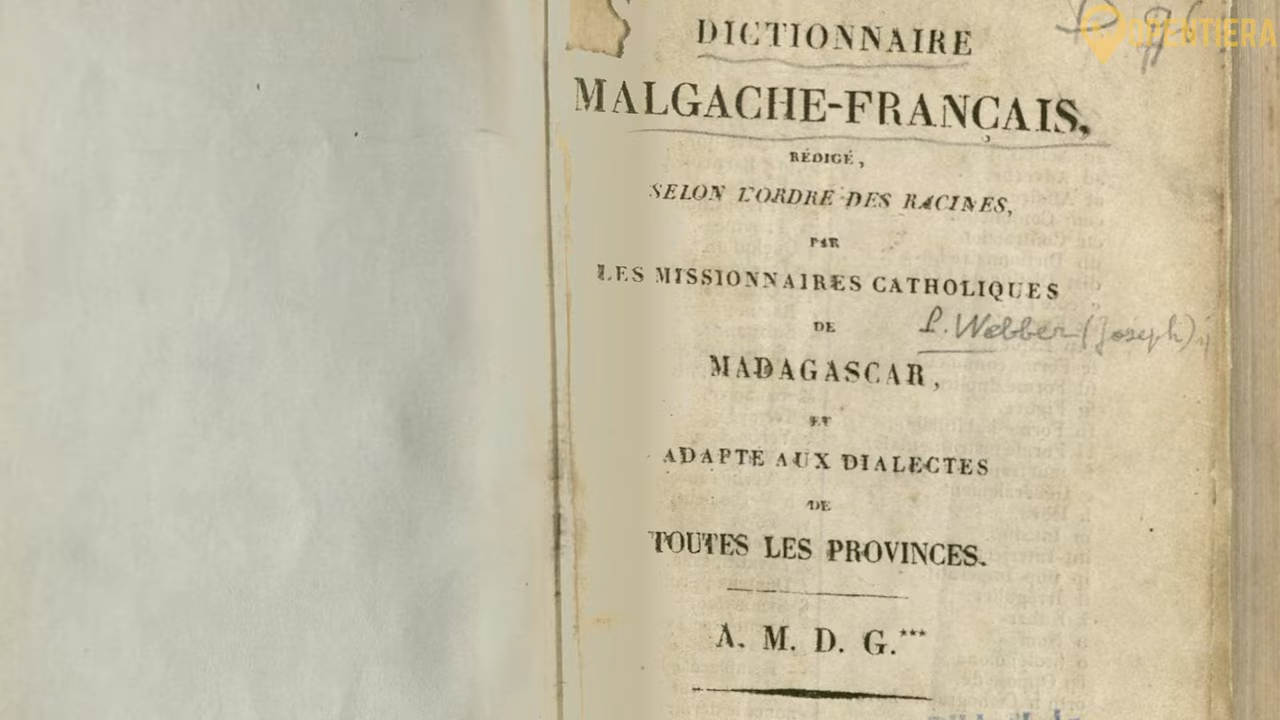 OPENTIERA
DICTIONNAIRE
MALGACHE-FRANÇAIS,
RÉDIGÉ,
SELON L'ORDRE DES RACINES,
PAR
LES MISSIONNAIRES CATHOLIQUES
DE
P. Webber (Joseph)
MADAGASCAR,
ET
ADAPTÉ AUX DIALECTES
DE
TOUTES LES PROVINCES.
A. M. D. G.***